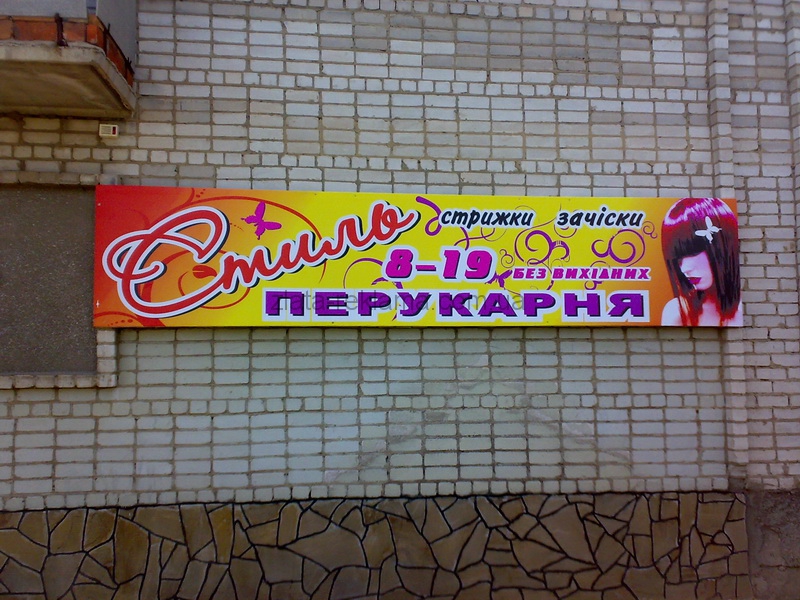 Стиль
стрижки зачіски
8-19 БЕЗ ВИХІДНИХ
ПЕРУКАРНЯ